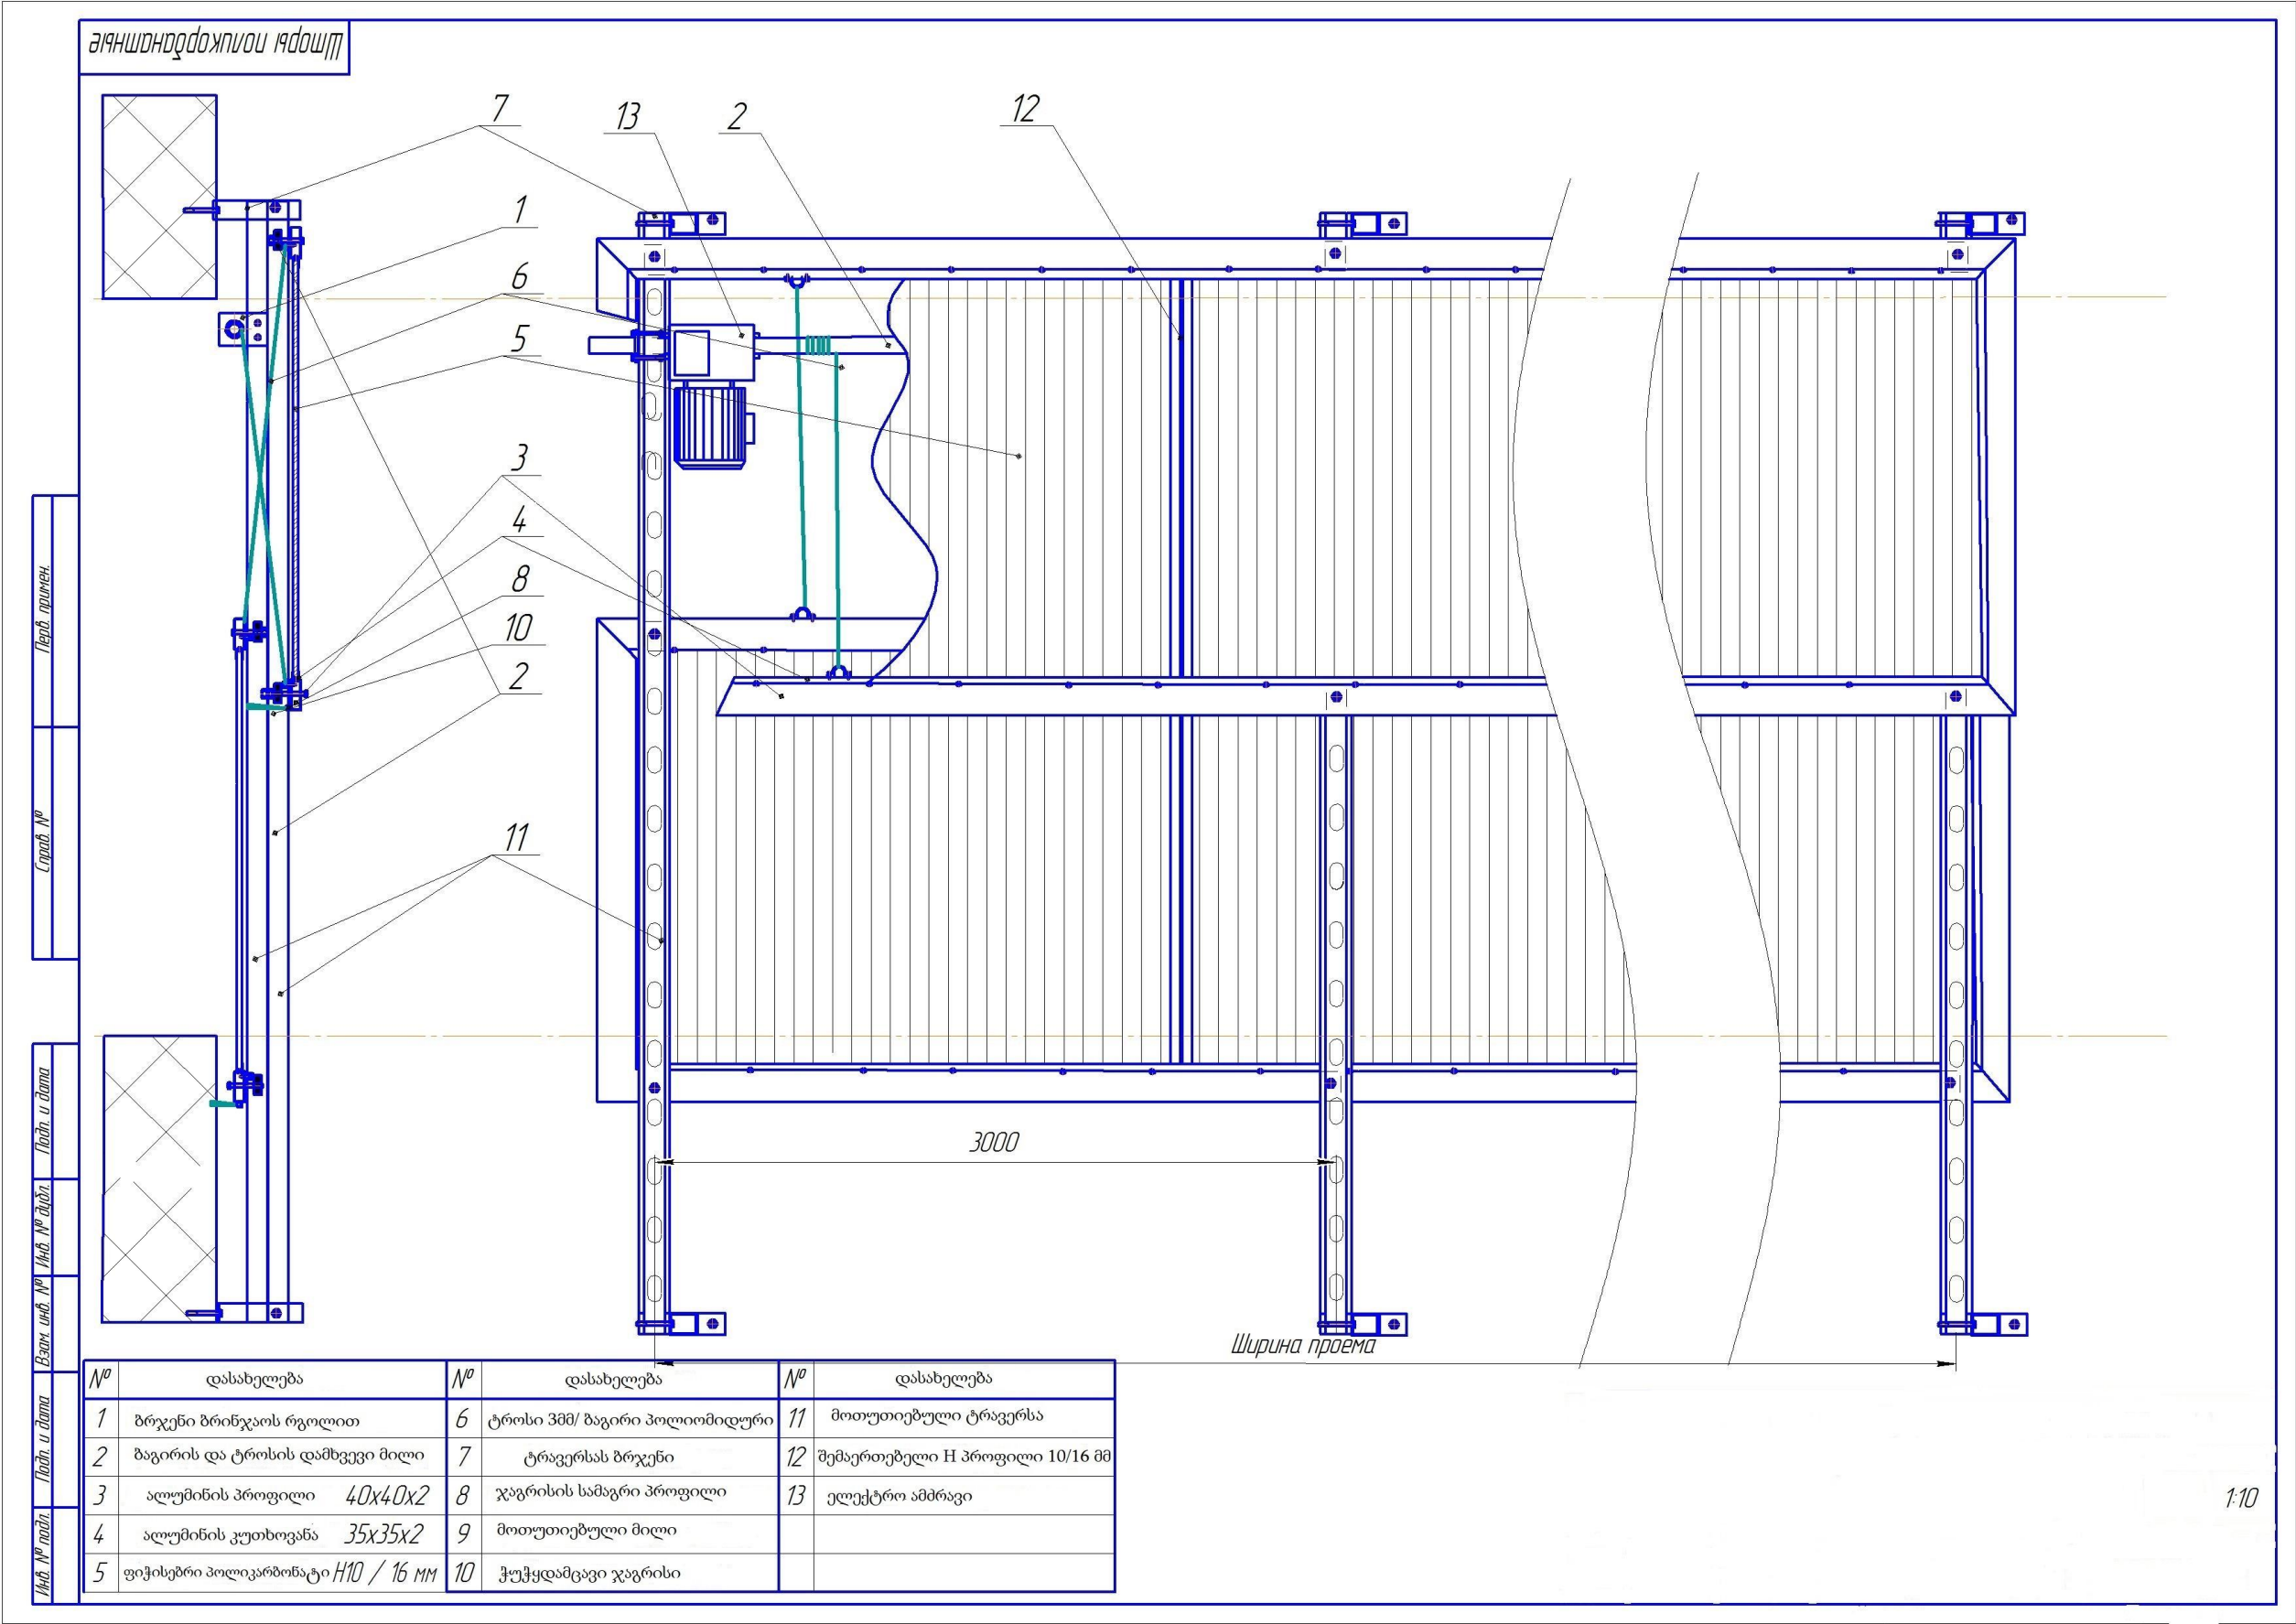 Шторы поликорбанатные
7
13
2
12
1
6
5
3
4
8
10
2
11
3000
Ширина проема
Перв. примен.
Справ. №
Подп. и дата
Инв. № дубл.
Взам. инв. №
Подп. и дата
Инв. № подл.
№ დასახელება № დასახელება № დასახელება
1 ბრჯენი ბრინჯაოს რგოლით 6 ტროსი 3მმ/ ბაგირი პოლიომიდური 11 მოთუთიებული ტრავერსა
2 ბაგირის და ტროსის დამხვევი მილი 7 ტრავერსას ბრჯენი 12 შემაერთებელი H პროფილი 10/16 მმ
3 ალუმინის პროფილი 40х40х2 8 ჯაგრისის სამაგრი პროფილი 13 ელექტრო ამძრავი
4 ალუმინის კუთხოვანა 35х35х2 9 მოთუთიებული მილი
5 ფიჭისებრი პოლიკარბონატი Н10 / 16 мм 10 ჭუჭყდამცავი ჯაგრისი
1:10